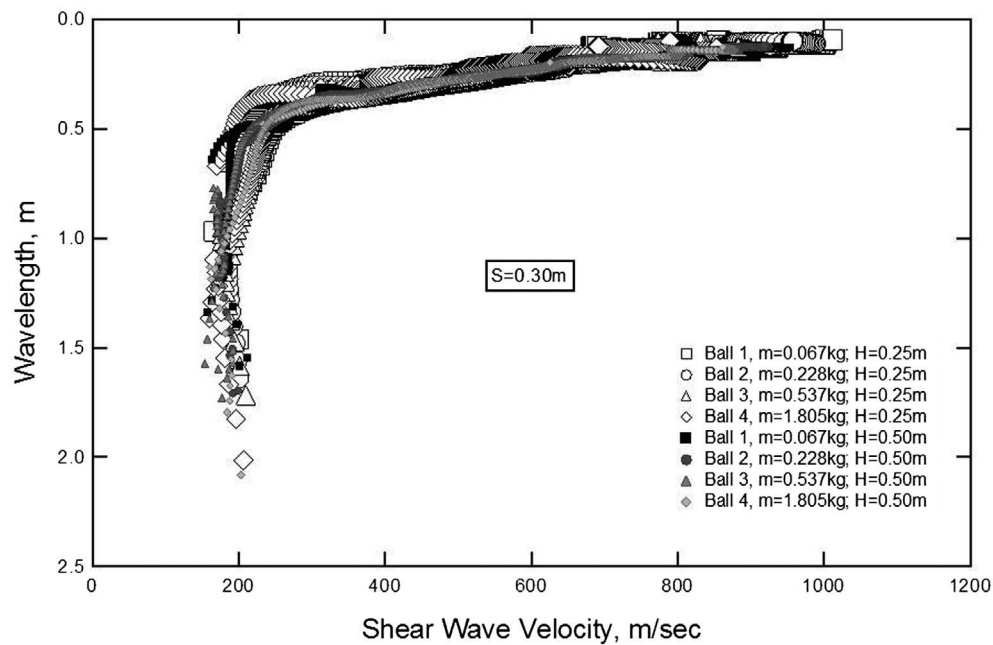 0.0
0.5
1.0
1.5
2.0
2.5
Wavelength, m
S=0.30m
Ball 1, m=0.067kg; H=0.25m
Ball 2, m=0.228kg; H=0.25m
Ball 3, m=0.537kg; H=0.25m
Ball 4, m=1.805kg; H=0.25m
Ball 1, m=0.067kg; H=0.50m
Ball 2, m=0.228kg; H=0.50m
Ball 3, m=0.537kg; H=0.50m
Ball 4, m=1.805kg; H=0.50m
0 200 400 600 800 1000 1200
Shear Wave Velocity, m/sec